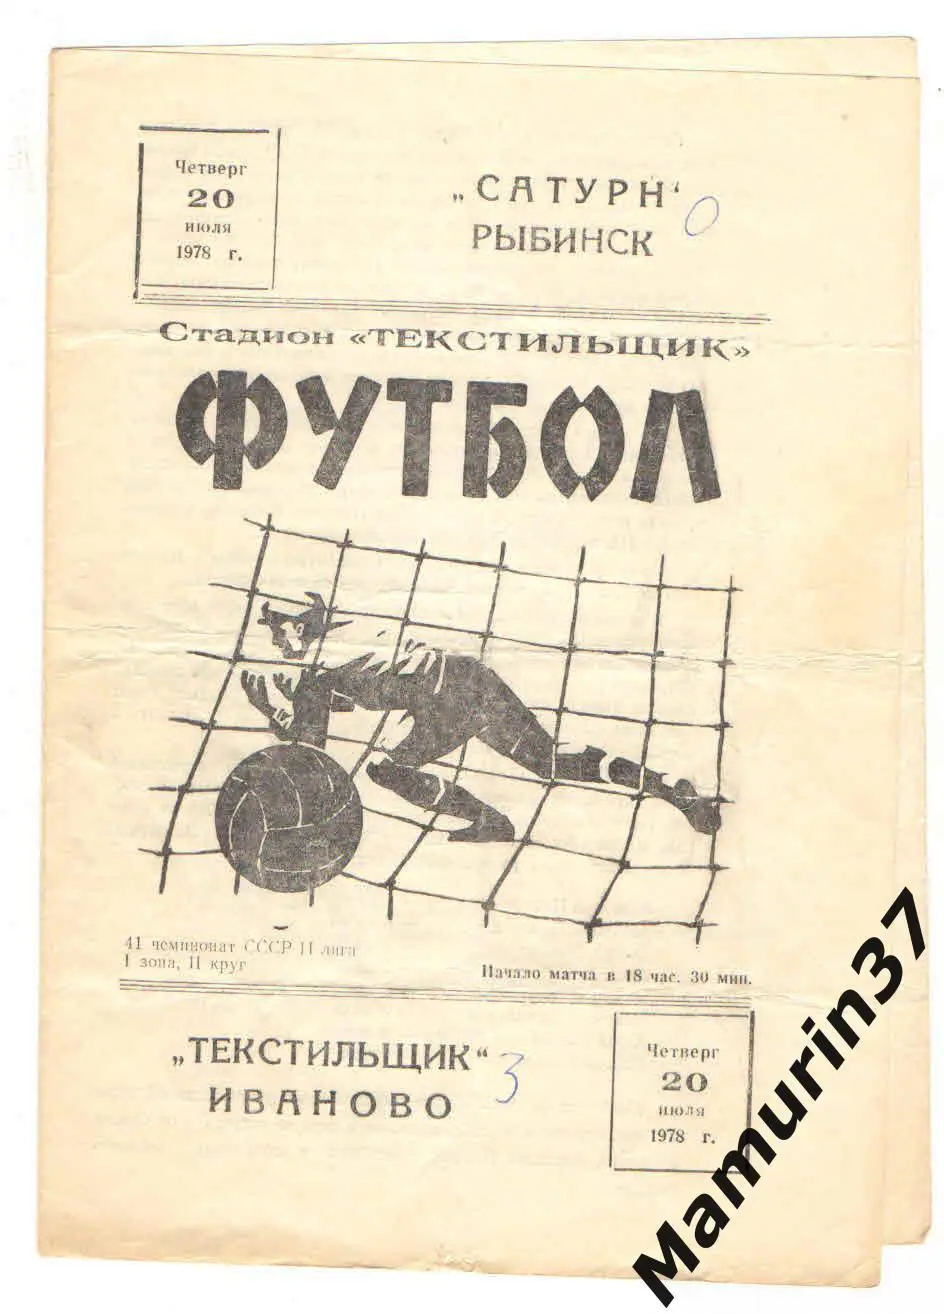 Четверг
20
июля
1978 г.
„САТУРН“
РЫБИНСК
0
Стадион «ТЕКСТИЛЬЩИК»
ФУТБОЛ
41 чемпионат СССР II лига
I зона, II круг
Начало матча в 18 час. 30 мин.
„ТЕКСТИЛЬЩИК“
ИВАНОВО
3
Четверг
20
июля
1978 г.
Mamurin37